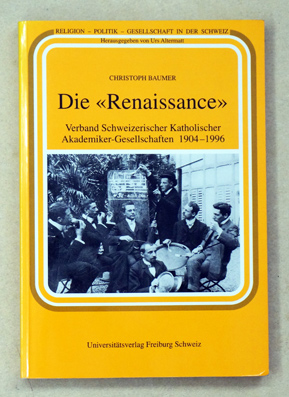 RELIGION – POLITIK – GESELLSCHAFT IN DER SCHWEIZ
Herausgegeben von Urs Altermatt
CHRISTOPH BAUMER
Die «Renaissance»
Verband Schweizerischer Katholischer
Akademiker-Gesellschaften 1904–1996
Universitätsverlag Freiburg Schweiz